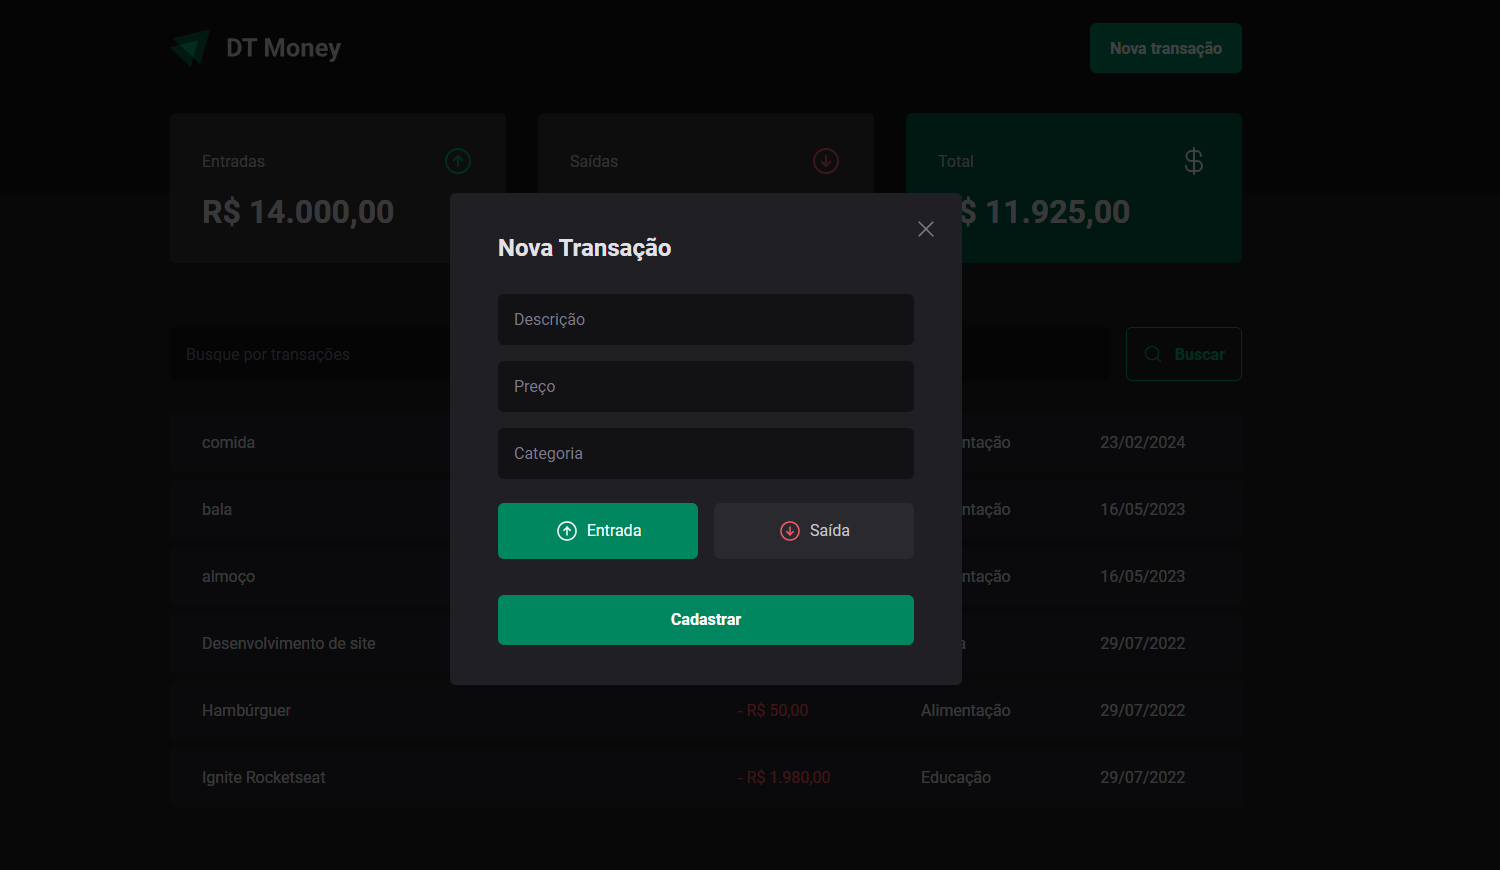 DT Money
Nova transação
Entradas
Saídas
Total
R$ 14.000,00
$ 11.925,00
Nova Transação
Descrição
Busque por transações
Buscar
Preço
comida
ntação
23/02/2024
Categoria
bala
ntação
16/05/2023
Entrada
Saída
almoço
ntação
16/05/2023
Cadastrar
Desenvolvimento de site
a
29/07/2022
Hambúrguer
- R$ 50,00
Alimentação
29/07/2022
Ignite Rocketseat
- R$ 1.980,00
Educação
29/07/2022